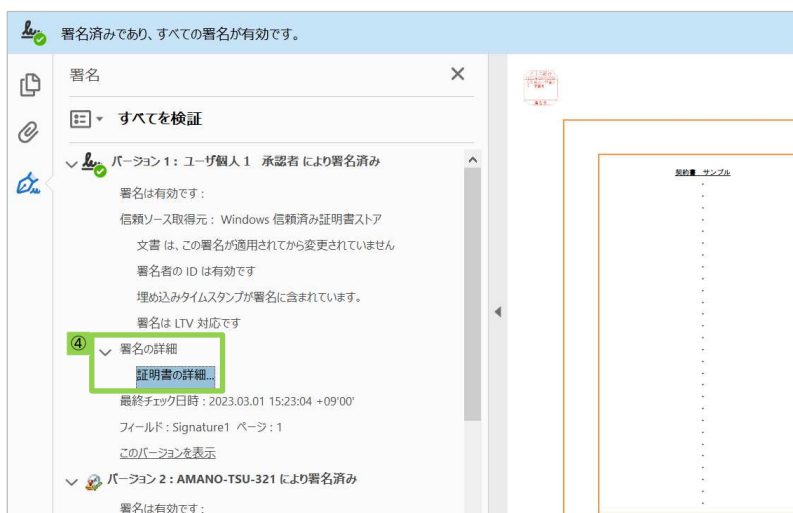 署名済みであり、すべての署名が有効です。
署名
すべてを検証
バージョン 1： ユーザ個人 1　承認者 により署名済み
署名は有効です：
信頼ソース取得元： Windows 信頼済み証明書ストア
文書 は、この署名が適用されてから変更されていません
署名者の ID は有効です
埋め込みタイムスタンプが署名に含まれています。
署名は LTV 対応です
④
署名の詳細
証明書の詳細...
最終チェック日時 : 2023.03.01 15:23:04 +09'00'
フィールド : Signature1 ページ : 1
このバージョンを表示
バージョン 2 : AMANO-TSU-321 により署名済み
署名は有効です：
契約書　サンプル